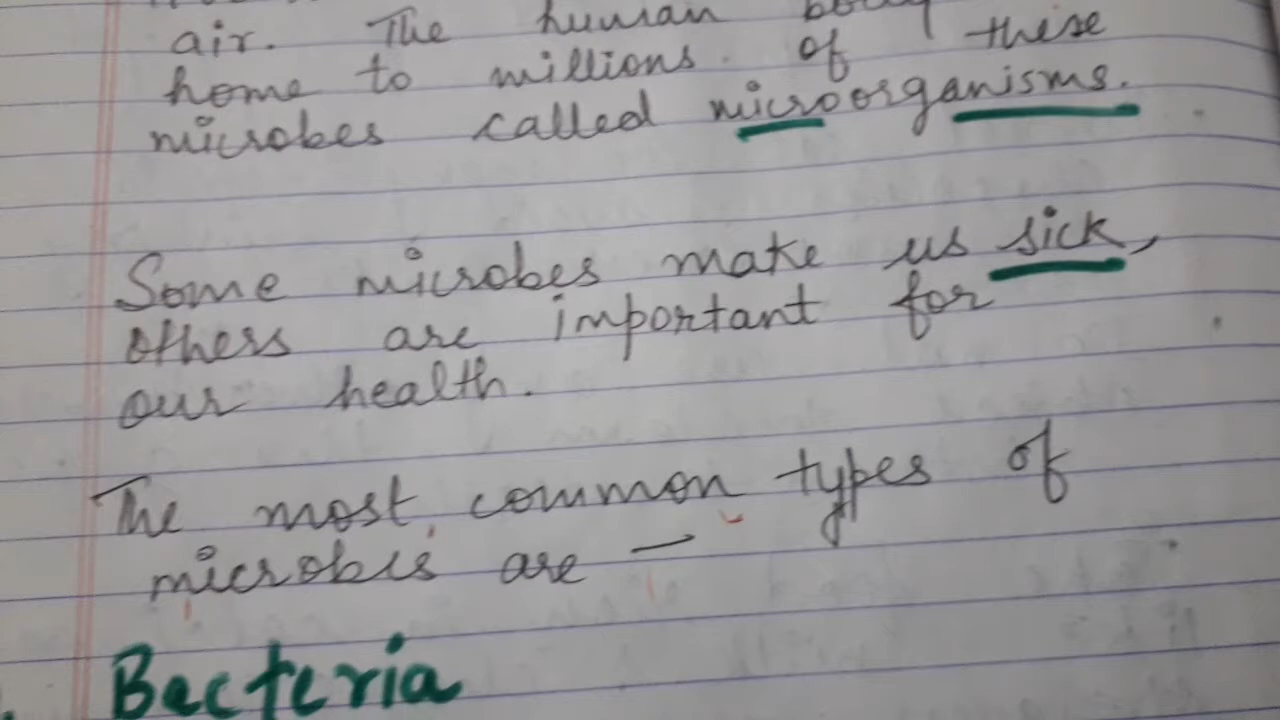 air. The human body
home to millions of these
microbes called microorganisms.
Some microbes make us sick,
others are important for
our health.
The most common types of
microbes are —
Bacteria